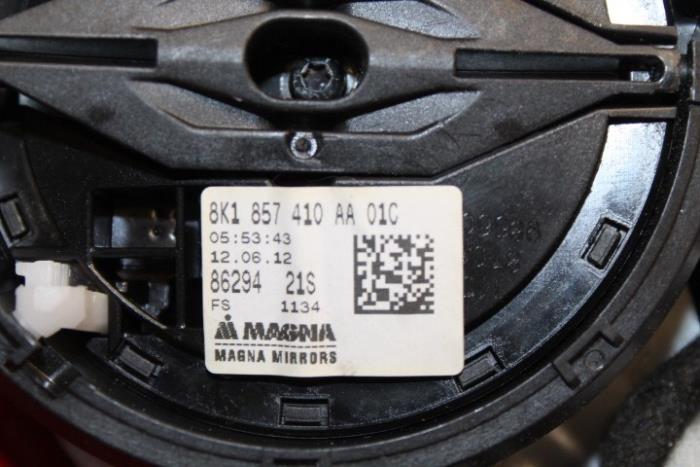 8K1 857 410 AA 01C
05:53:43
12.06.12
86294 21S
FS 1134
MAGNA
MAGNA MIRRORS